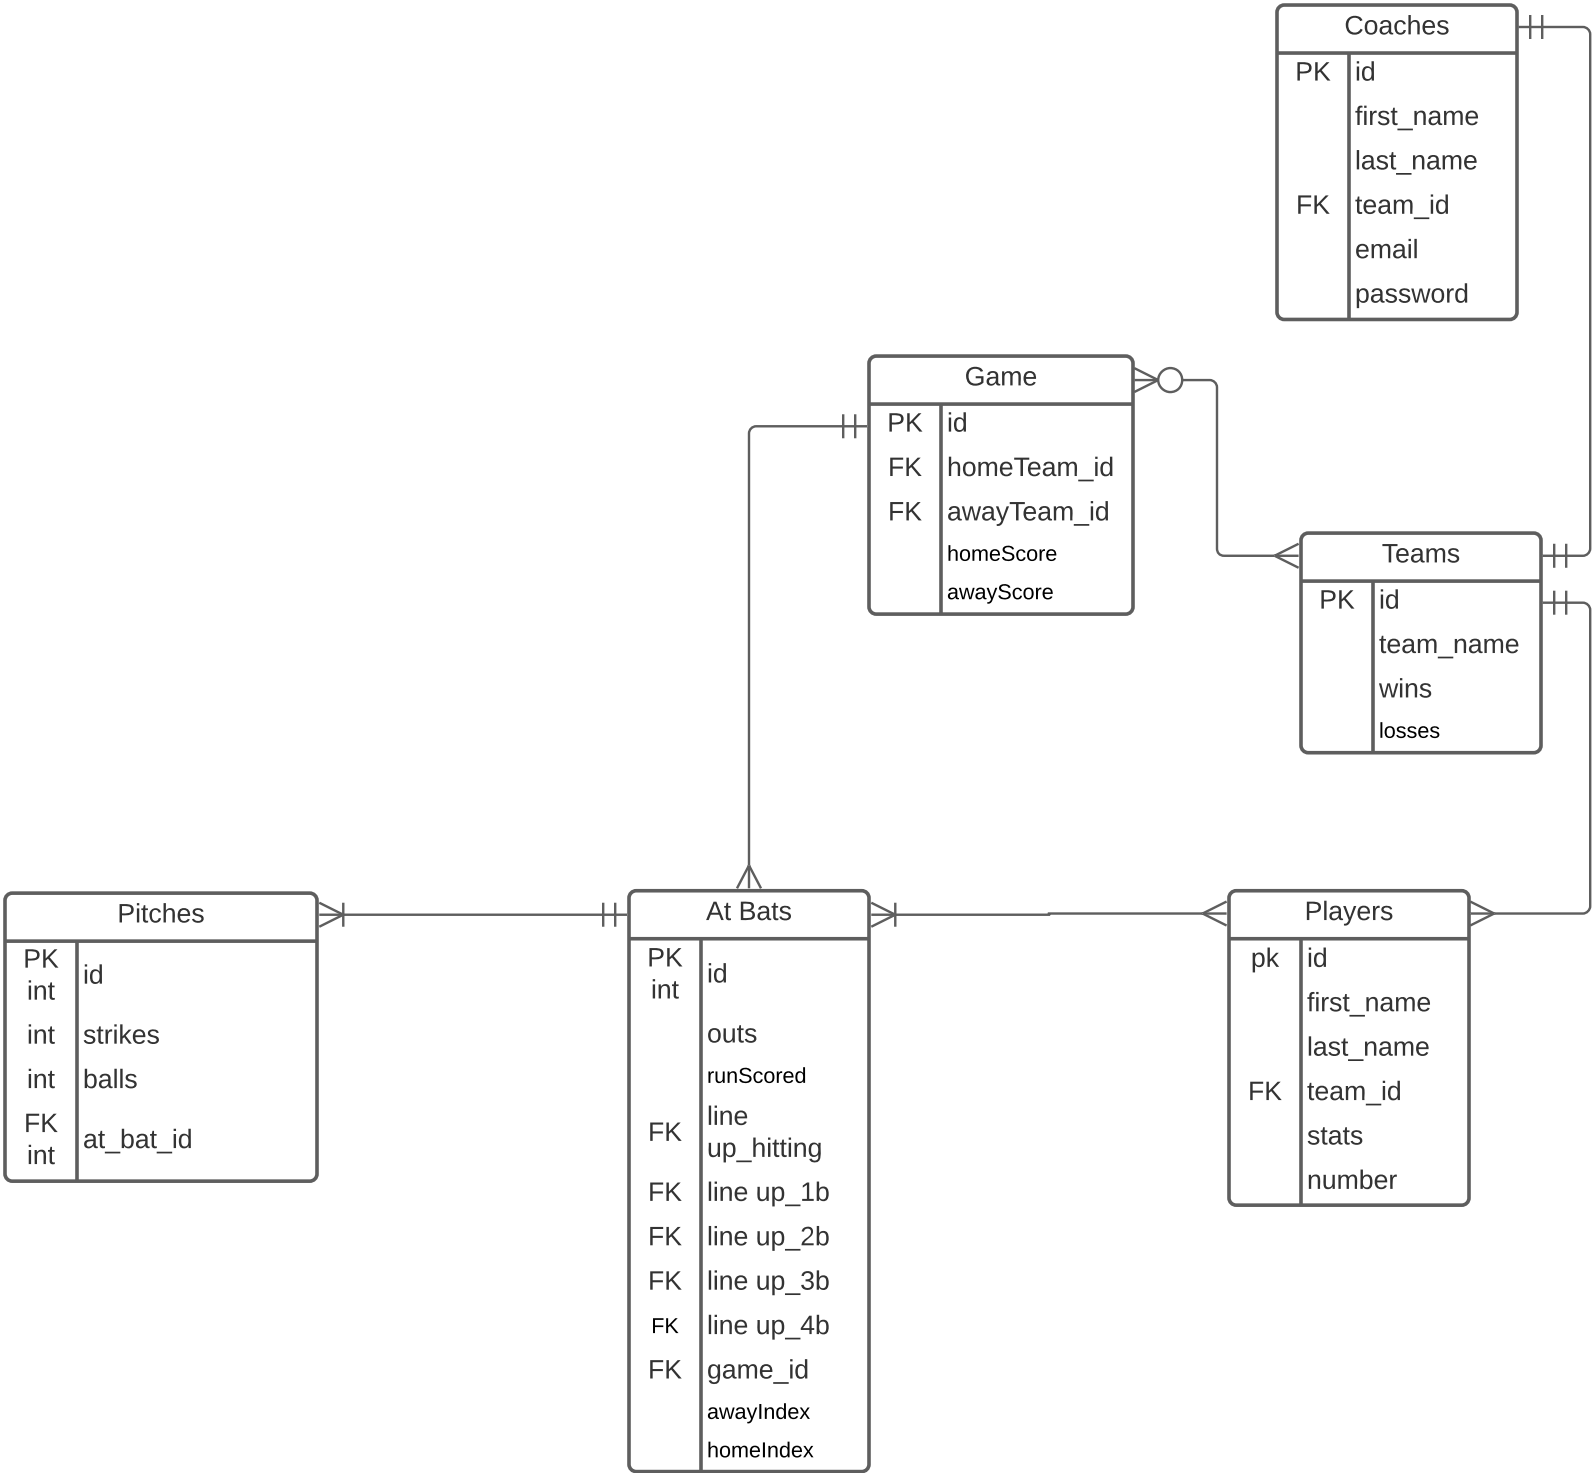 Coaches
PK id
first_name
last_name
FK team_id
email
password
Game
PK id
FK homeTeam_id
FK awayTeam_id
homeScore
awayScore
Teams
PK id
team_name
wins
losses
Pitches
PK
int
id
int strikes
int balls
FK
int
at_bat_id
At Bats
PK
int
id
outs
runScored
FK
line
up_hitting
FK line up_1b
FK line up_2b
FK line up_3b
FK line up_4b
FK game_id
awayIndex
homeIndex
Players
pk id
first_name
last_name
FK team_id
stats
number